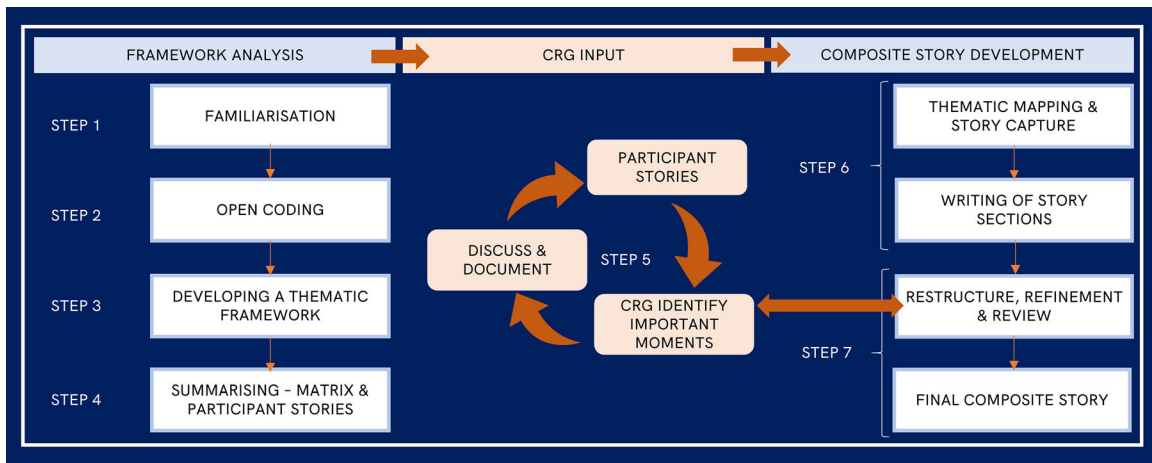 FRAMEWORK ANALYSIS
CRG INPUT
COMPOSITE STORY DEVELOPMENT
STEP 1
FAMILIARISATION
STEP 2
OPEN CODING
STEP 3
DEVELOPING A THEMATIC
FRAMEWORK
STEP 4
SUMMARISING – MATRIX &
PARTICIPANT STORIES
PARTICIPANT
STORIES
DISCUSS &
DOCUMENT
STEP 5
CRG IDENTIFY
IMPORTANT
MOMENTS
STEP 6
THEMATIC MAPPING &
STORY CAPTURE
WRITING OF STORY
SECTIONS
STEP 7
RESTRUCTURE, REFINEMENT
& REVIEW
FINAL COMPOSITE STORY